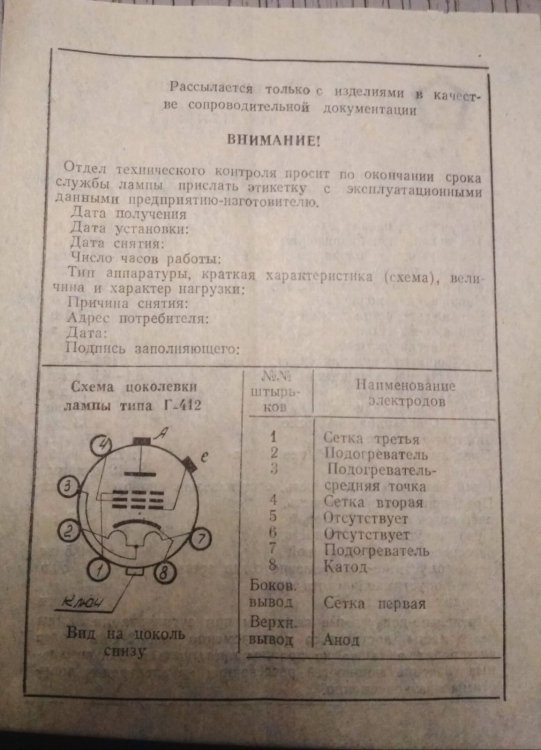 Рассылается только с изделиями в качест-
ве сопроводительной документации
ВНИМАНИЕ!
Отдел технического контроля просит по окончании срока
службы лампы прислать этикетку с эксплуатационными
данными предприятию-наготовителю.
Дата получения
Дата установки:
Дата снятия:
Число часов работы:
Тип аппаратуры, краткая характеристика (схема), вели-
чина и характер нагрузки:
Причина снятия:
Адрес потребителя:
Дата:
Подпись заполняющего:
Схема цоколевки
лампы типа Г-412
А
с
4
3
2
1
8
7
Ключ
Вид на цоколь
снизу
№№
штырь-
ков
Наименование
электродов
1 Сетка третья
2 Подогреватель
3 Подогреватель-
средняя точка
4 Сетка вторая
5 Отсутствует
6 Отсутствует
7 Подогреватель
8 Катод
Боков.
вывод Сетка первая
Верхн.
вывод Анод